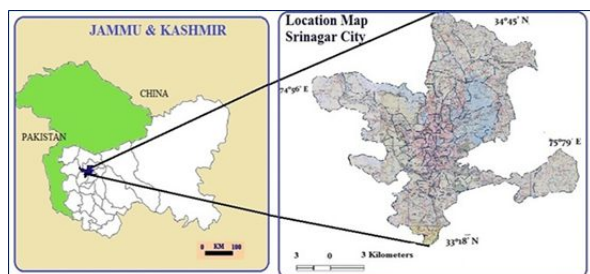 JAMMU & KASHMIR
CHINA
PAKISTAN
0 KM 100
Location Map
Srinagar City
34°45' N
74°56' E
75°79' E
33°18' N
3 0 3 Kilometers